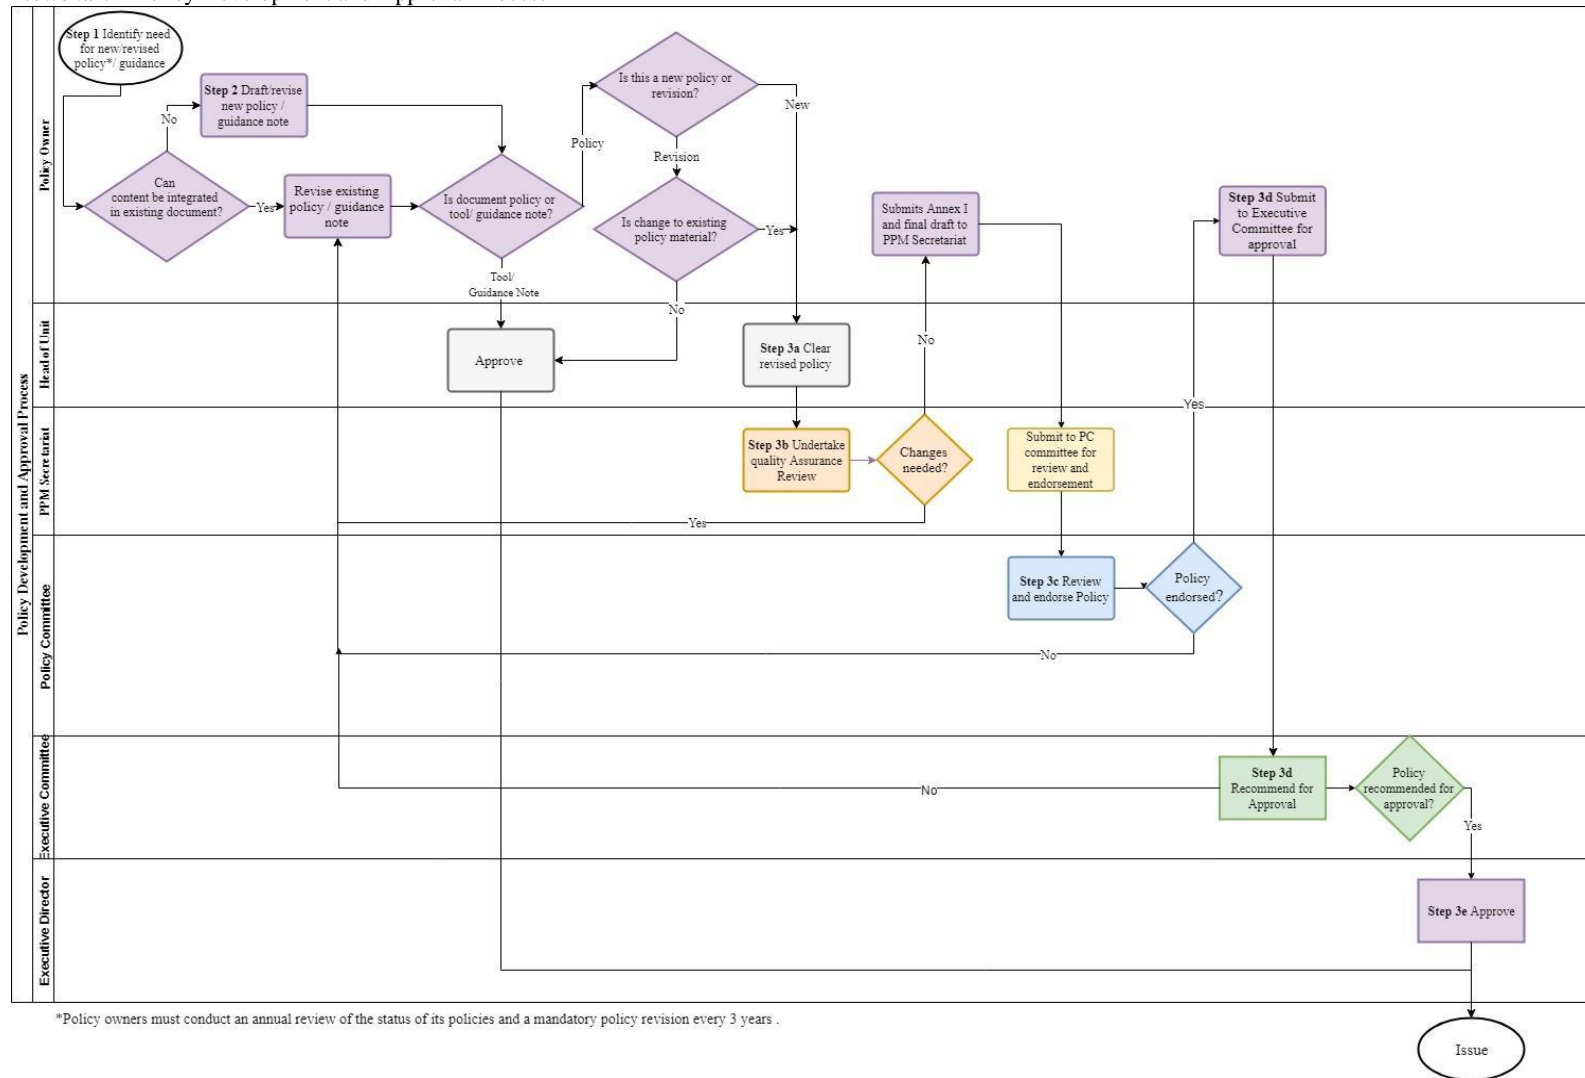 Policy Development and Approval Process
Policy Owner
Head of Unit
PPM Secretariat
Policy Committee
Executive Committee
Executive Director
Step 1 Identify need
for new/revised
policy*/ guidance
Step 2 Draft/revise
new policy /
guidance note
No
Can
content be integrated
in existing document?
Yes
Revise existing
policy / guidance
note
Is document policy or
tool/ guidance note?
Policy
Tool/
Guidance Note
Is this a new policy or
revision?
New
Revision
Is change to existing
policy material?
Yes
No
Approve
Step 3a Clear
revised policy
Step 3b Undertake
quality Assurance
Review
Changes
needed?
No
Yes
Submits Annex I
and final draft to
PPM Secretariat
Submit to PC
committee for
review and
endorsement
Step 3c Review
and endorse Policy
Policy
endorsed?
Yes
No
Step 3d Submit
to Executive
Committee for
approval
Step 3d
Recommend for
Approval
No
Policy
recommended for
approval?
Yes
Step 3e Approve
*Policy owners must conduct an annual review of the status of its policies and a mandatory policy revision every 3 years .
Issue